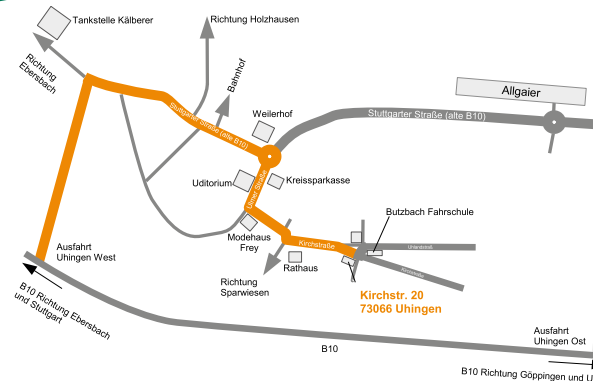 Tankstelle Kälberer
Richtung Holzhausen
Richtung
Ebersbach
Bahnhof
Allgaier
Weilerhof
Stuttgarter Straße (alte B10)
Stuttgarter Straße (alte B10)
Uditorium
Ulmer Straße
Kreissparkasse
Butzbach Fahrschule
Modehaus
Frey
Kirchstraße
Ausfahrt
Uhingen West
Rathaus
Richtung
Sparwiesen
Kirchstr. 20
73066 Uhingen
B10 Richtung Ebersbach
und Stuttgart
B10
Ausfahrt
Uhingen Ost
B10 Richtung Göppingen und U